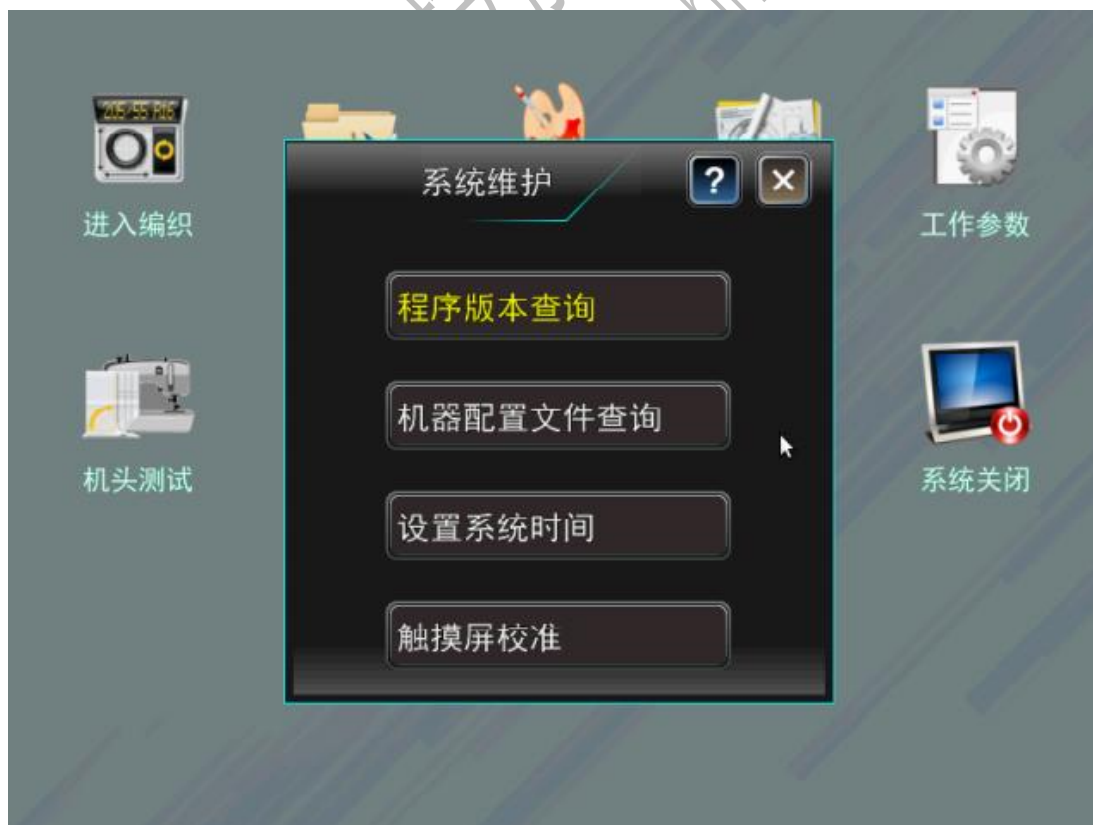 系统维护
?
×
进入编织
工作参数
程序版本查询
机器配置文件查询
机头测试
系统关闭
设置系统时间
触摸屏校准